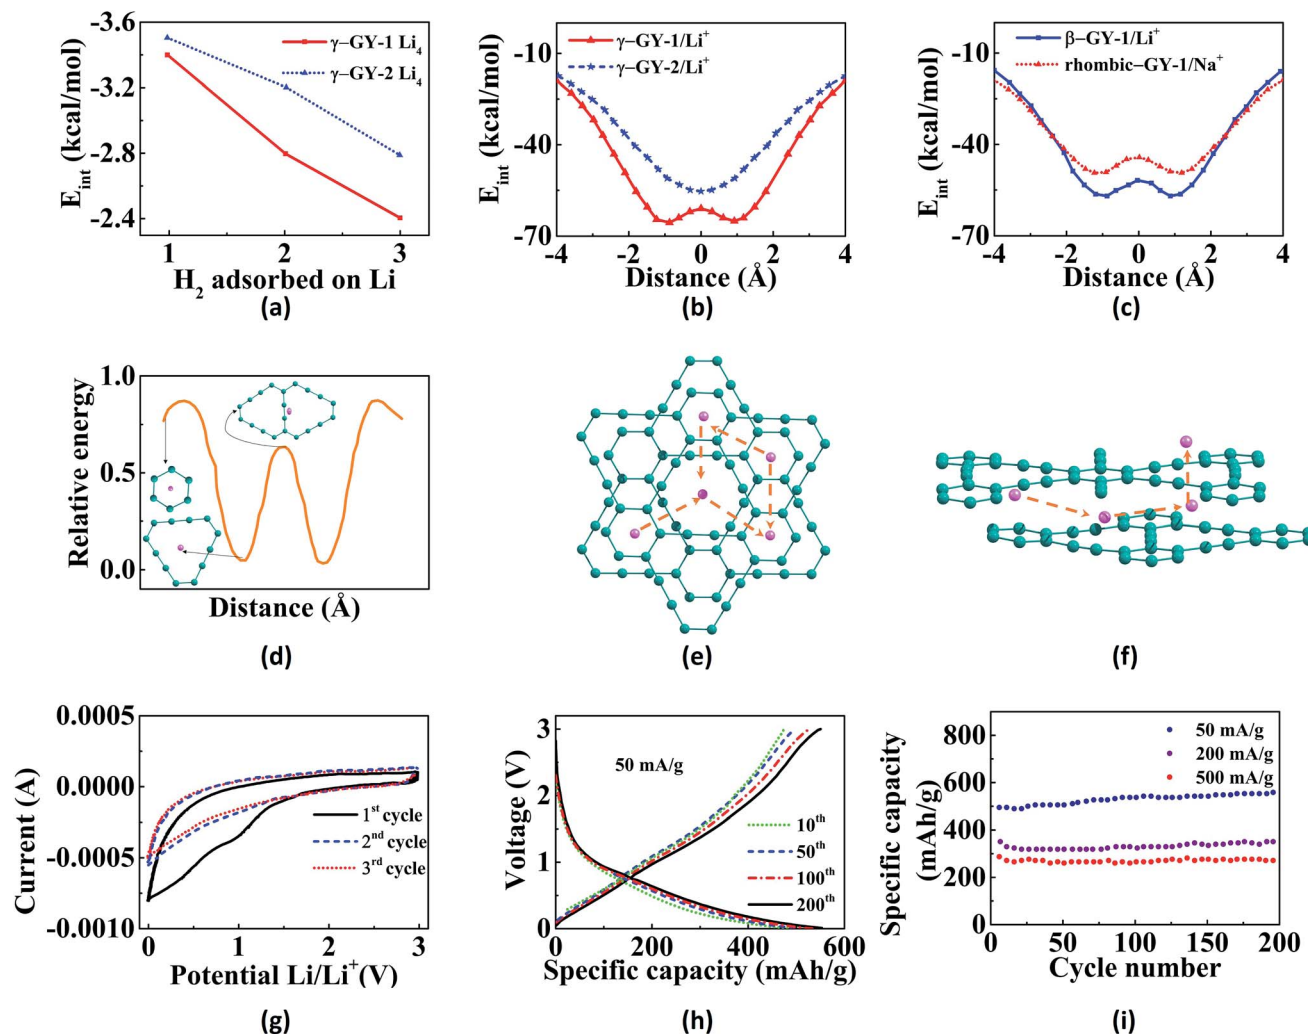 -3.6
-3.2
-2.8
-2.4
E_int (kcal/mol)
γ–GY-1 Li₄
γ–GY-2 Li₄
1 2 3
H₂ adsorbed on Li
(a)
-10
-40
-70
E_int (kcal/mol)
γ–GY-1/Li⁺
γ–GY-2/Li⁺
-4 -2 0 2 4
Distance (Å)
(b)
-10
-40
-70
E_int (kcal/mol)
β–GY-1/Li⁺
rhombic–GY-1/Na⁺
-4 -2 0 2 4
Distance (Å)
(c)
1.0
0.5
0.0
Relative energy
Distance (Å)
(d)
(e)
(f)
0.0005
0.0000
-0.0005
-0.0010
Current (A)
1ˢᵗ cycle
2ⁿᵈ cycle
3ʳᵈ cycle
0 1 2 3
Potential Li/Li⁺(V)
(g)
3
2
1
0
Voltage (V)
50 mA/g
10ᵗʰ
50ᵗʰ
100ᵗʰ
200ᵗʰ
0 200 400 600
Specific capacity (mAh/g)
(h)
800
600
400
200
0
Specific capacity
(mAh/g)
50 mA/g
200 mA/g
500 mA/g
0 50 100 150 200
Cycle number
(i)